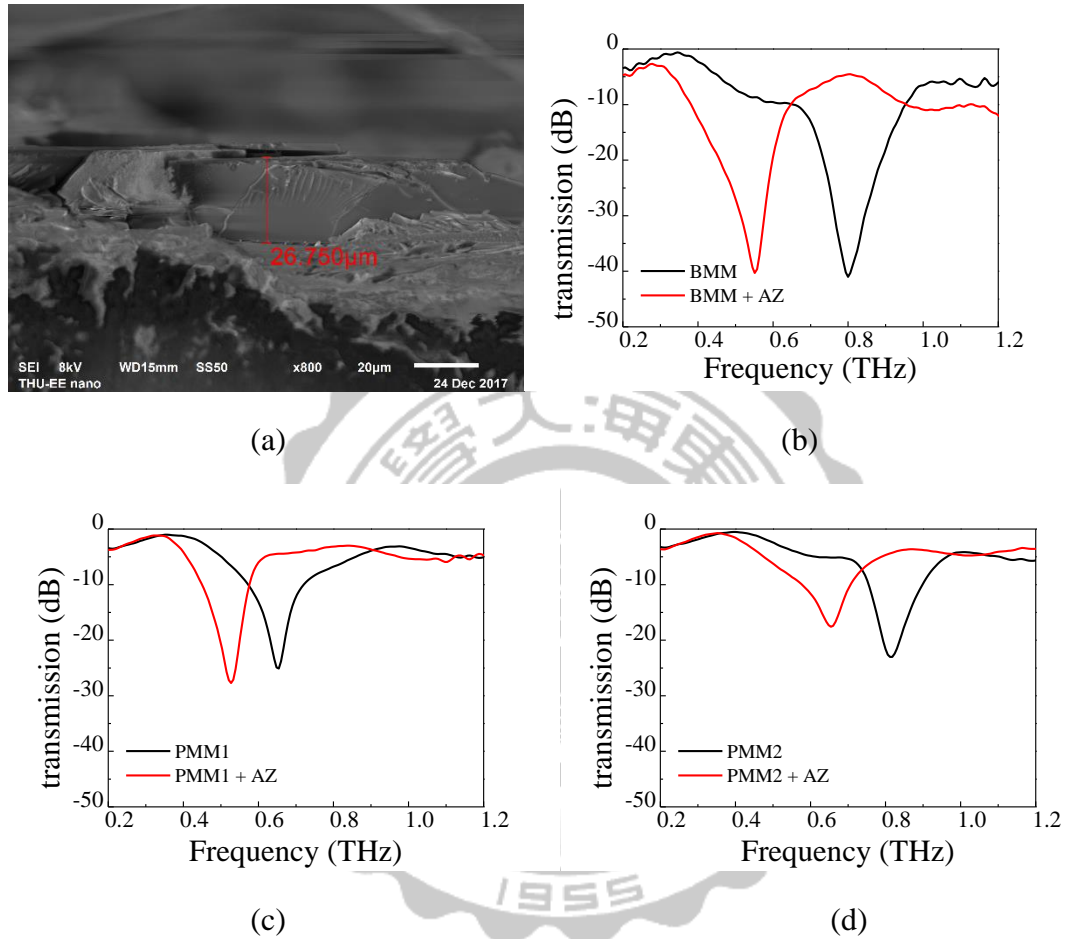 26.750µm
SEI 8kV WD15mm SS50 x800 20µm
THU-EE nano 24 Dec 2017
(a)
0
-10
-20
-30
-40
-50
transmission (dB)
BMM
BMM + AZ
0.2 0.4 0.6 0.8 1.0 1.2
Frequency (THz)
(b)
學大海東
0
-10
-20
-30
-40
-50
transmission (dB)
PMM1
PMM1 + AZ
0.2 0.4 0.6 0.8 1.0 1.2
Frequency (THz)
(c)
0
-10
-20
-30
-40
-50
transmission (dB)
PMM2
PMM2 + AZ
0.2 0.4 0.6 0.8 1.0 1.2
Frequency (THz)
(d)
1955